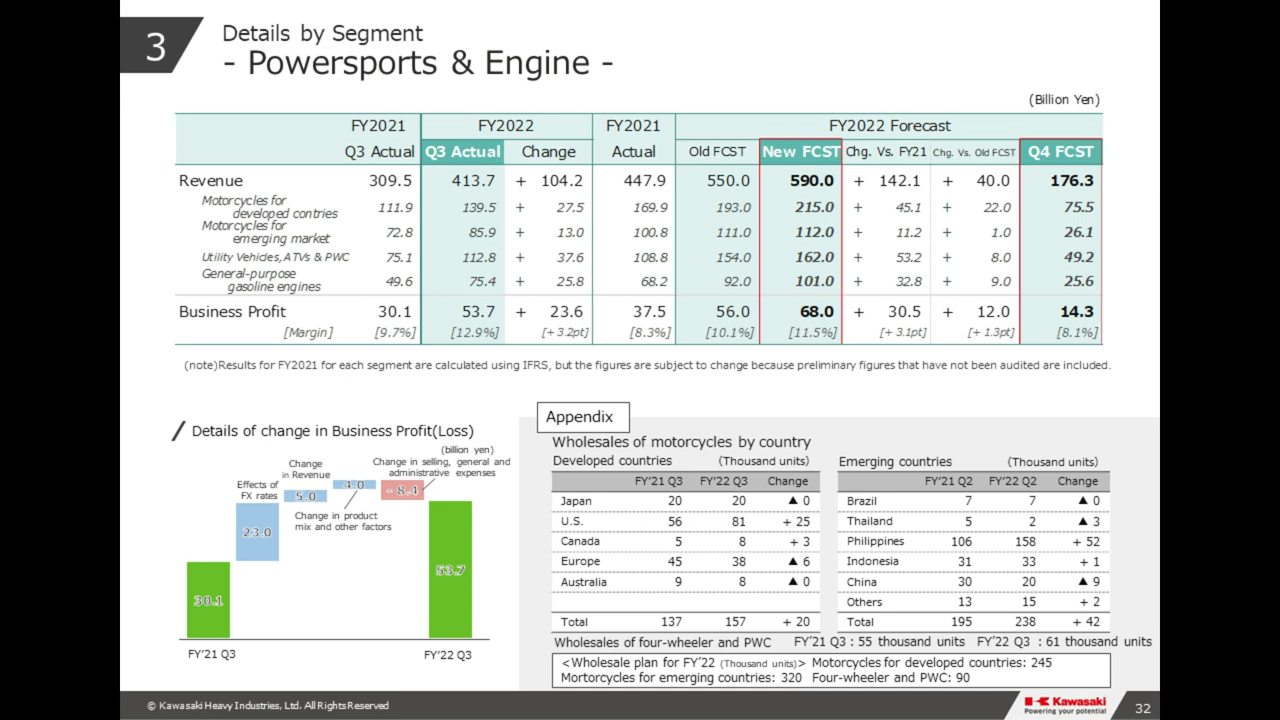 3
Details by Segment
- Powersports & Engine -
(Billion Yen)
FY2021 FY2022 FY2021 FY2022 Forecast
Q3 Actual Q3 Actual Change Actual Old FCST New FCST Chg. Vs. FY21 Chg. Vs. Old FCST Q4 FCST
Revenue 309.5 413.7 + 104.2 447.9 550.0 590.0 + 142.1 + 40.0 176.3
Motorcycles for
developed contries 111.9 139.5 + 27.5 169.9 193.0 215.0 + 45.1 + 22.0 75.5
Motorcycles for
emerging market 72.8 85.9 + 13.0 100.8 111.0 112.0 + 11.2 + 1.0 26.1
Utility Vehicles, ATVs & PWC 75.1 112.8 + 37.6 108.8 154.0 162.0 + 53.2 + 8.0 49.2
General-purpose
gasoline engines 49.6 75.4 + 25.8 68.2 92.0 101.0 + 32.8 + 9.0 25.6
Business Profit 30.1 53.7 + 23.6 37.5 56.0 68.0 + 30.5 + 12.0 14.3
[Margin] [9.7%] [12.9%] [+ 3.2pt] [8.3%] [10.1%] [11.5%] [+ 3.1pt] [+ 1.3pt] [8.1%]
(note)Results for FY2021 for each segment are calculated using IFRS, but the figures are subject to change because preliminary figures that have not been audited are included.
Details of change in Business Profit(Loss)
(billion yen)
Effects of
FX rates
Change
in Revenue
Change in selling, general and
administrative expenses
Change in product
mix and other factors
30.1
23.0
5.0
4.0
- 8.4
53.7
FY'21 Q3
FY'22 Q3
Appendix
Wholesales of motorcycles by country
Developed countries (Thousand units)
FY'21 Q3 FY'22 Q3 Change
Japan 20 20 ▲ 0
U.S. 56 81 + 25
Canada 5 8 + 3
Europe 45 38 ▲ 6
Australia 9 8 ▲ 0
Total 137 157 + 20
Emerging countries (Thousand units)
FY'21 Q2 FY'22 Q2 Change
Brazil 7 7 ▲ 0
Thailand 5 2 ▲ 3
Philippines 106 158 + 52
Indonesia 31 33 + 1
China 30 20 ▲ 9
Others 13 15 + 2
Total 195 238 + 42
Wholesales of four-wheeler and PWC FY'21 Q3 : 55 thousand units FY'22 Q3 : 61 thousand units
<Wholesale plan for FY'22 (Thousand units)> Motorcycles for developed countries: 245
Mortorcycles for emerging countries: 320 Four-wheeler and PWC: 90
© Kawasaki Heavy Industries, Ltd. All Rights Reserved
Kawasaki
Powering your potential
32